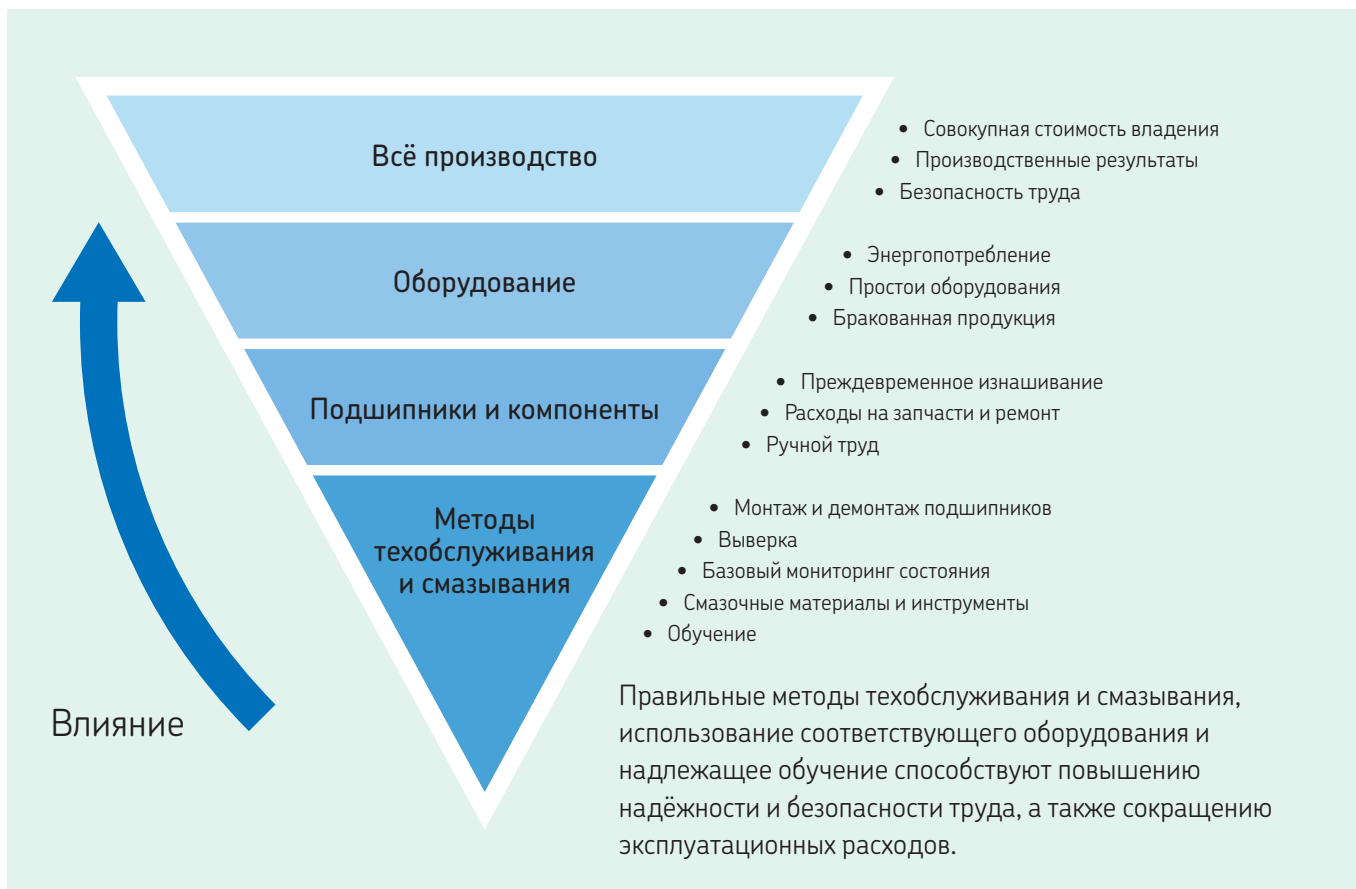 Всё производство
• Совокупная стоимость владения
• Производственные результаты
• Безопасность труда
Оборудование
• Энергопотребление
• Простои оборудования
• Бракованная продукция
Подшипники и компоненты
• Преждевременное изнашивание
• Расходы на запчасти и ремонт
• Ручной труд
Методы
техобслуживания
и смазывания
• Монтаж и демонтаж подшипников
• Выверка
• Базовый мониторинг состояния
• Смазочные материалы и инструменты
• Обучение
Влияние
Правильные методы техобслуживания и смазывания,
использование соответствующего оборудования и
надлежащее обучение способствуют повышению
надёжности и безопасности труда, а также сокращению
эксплуатационных расходов.